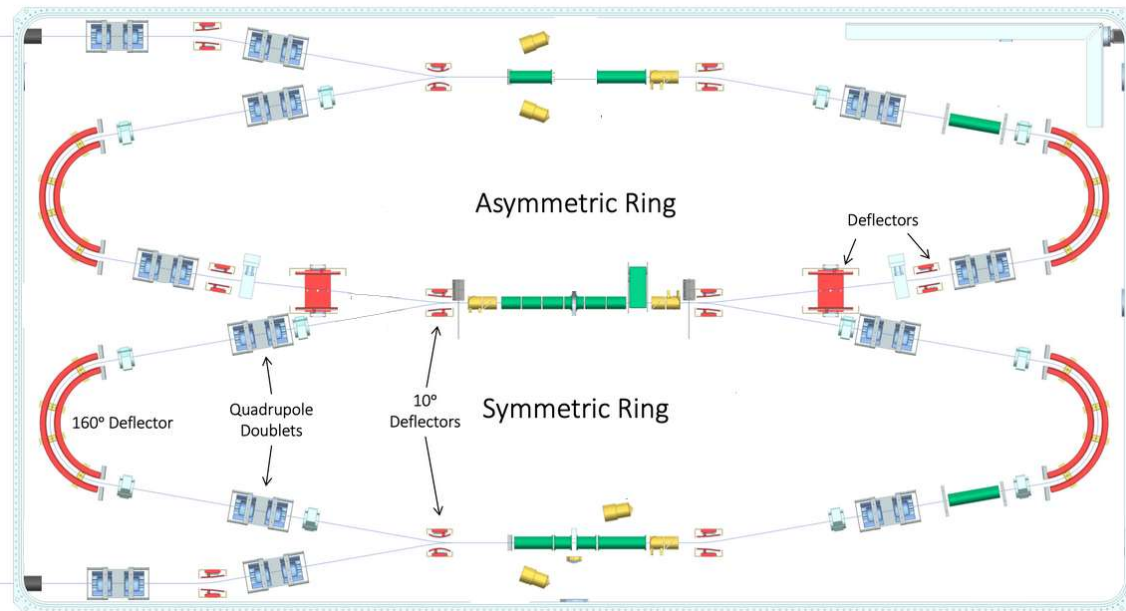 Asymmetric Ring
Deflectors
160° Deflector
Quadrupole
Doublets
10°
Deflectors
Symmetric Ring